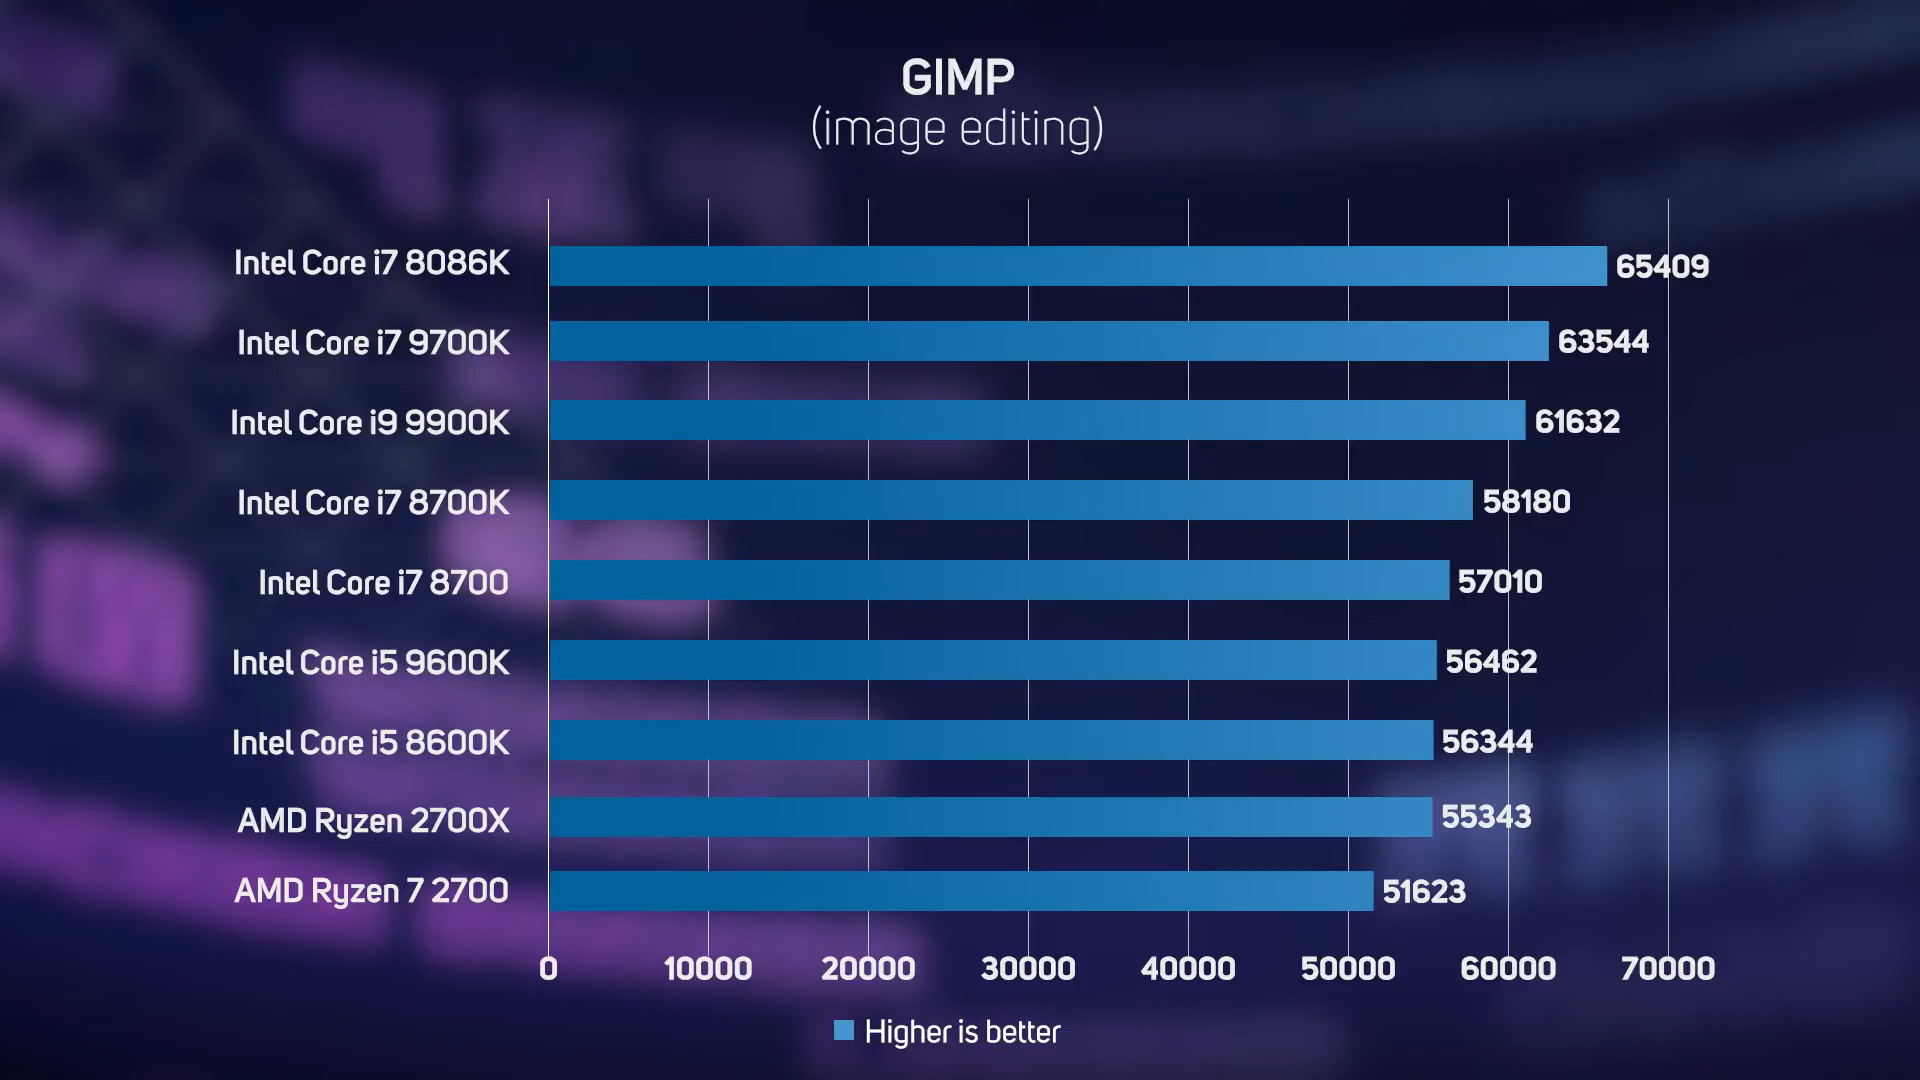 GIMP
(image editing)
Intel Core i7 8086K 65409
Intel Core i7 9700K 63544
Intel Core i9 9900K 61632
Intel Core i7 8700K 58180
Intel Core i7 8700 57010
Intel Core i5 9600K 56462
Intel Core i5 8600K 56344
AMD Ryzen 2700X 55343
AMD Ryzen 7 2700 51623
0 10000 20000 30000 40000 50000 60000 70000
Higher is better